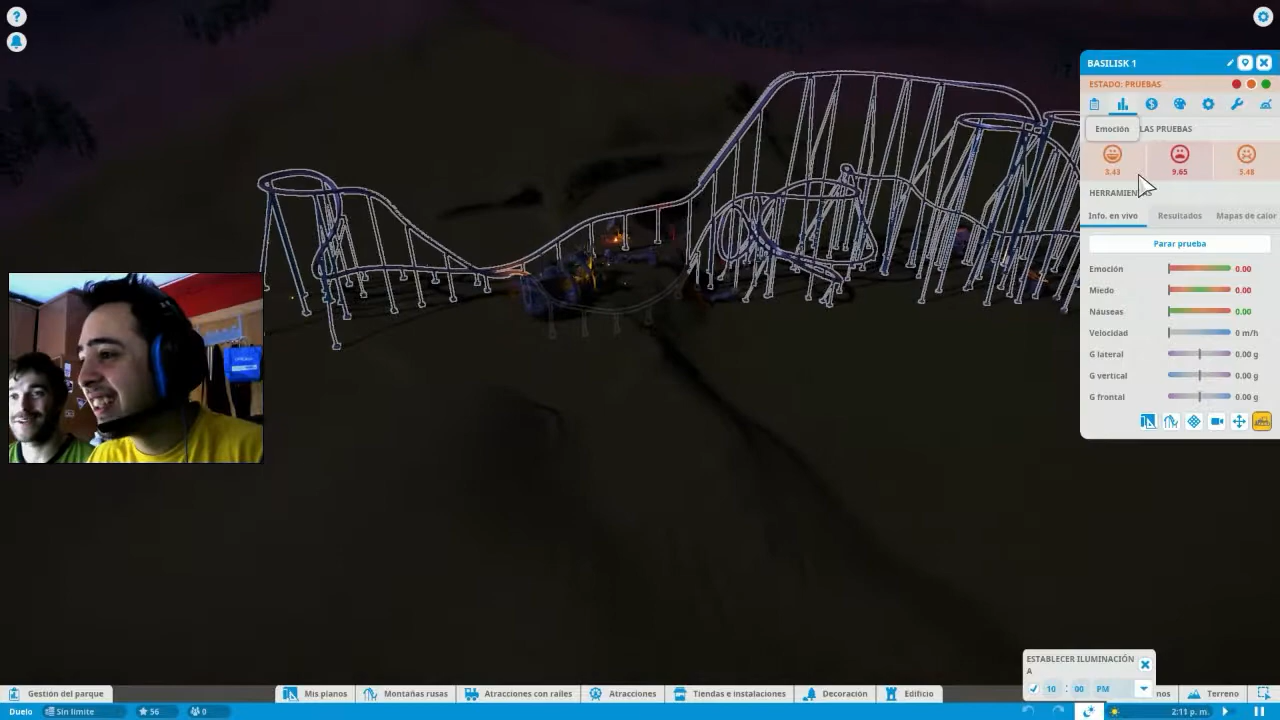 ?
BASILISK 1
ESTADO: PRUEBAS
Emoción
LAS PRUEBAS
3.43 9.65 5.48
HERRAMIENTAS
Info. en vivo Resultados Mapas de calor
Parar prueba
Emoción 0.00
Miedo 0.00
Náuseas 0.00
Velocidad 0 m/h
G lateral 0.00 g
G vertical 0.00 g
G frontal 0.00 g
ESTABLECER ILUMINACIÓN
A
10 : 00 PM
Gestión del parque Mis planos Montañas rusas Atracciones con raíles Atracciones Tiendas e instalaciones Decoración Edificio nos Terreno
Duelo Sin límite 56 0 2:11 p. m.